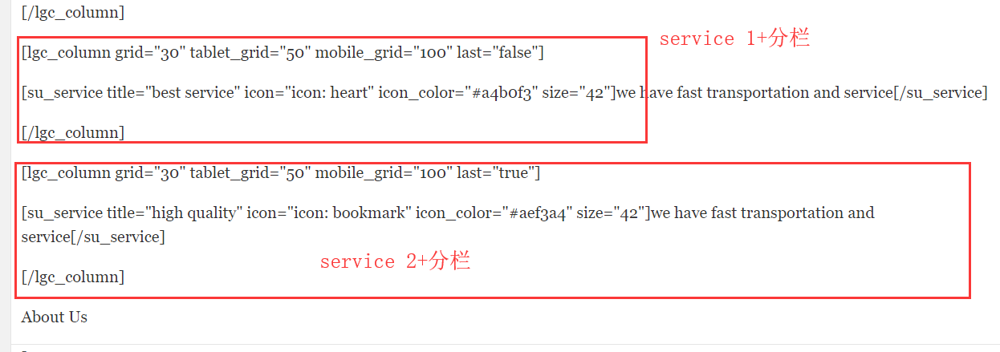 [/lgc_column]
service 1+分栏
[lgc_column grid="30" tablet_grid="50" mobile_grid="100" last="false"]
[su_service title="best service" icon="icon: heart" icon_color="#a4b0f3" size="42"]we have fast transportation and service[/su_service]
[/lgc_column]
[lgc_column grid="30" tablet_grid="50" mobile_grid="100" last="true"]
[su_service title="high quality" icon="icon: bookmark" icon_color="#aef3a4" size="42"]we have fast transportation and
service[/su_service]
service 2+分栏
[/lgc_column]
About Us